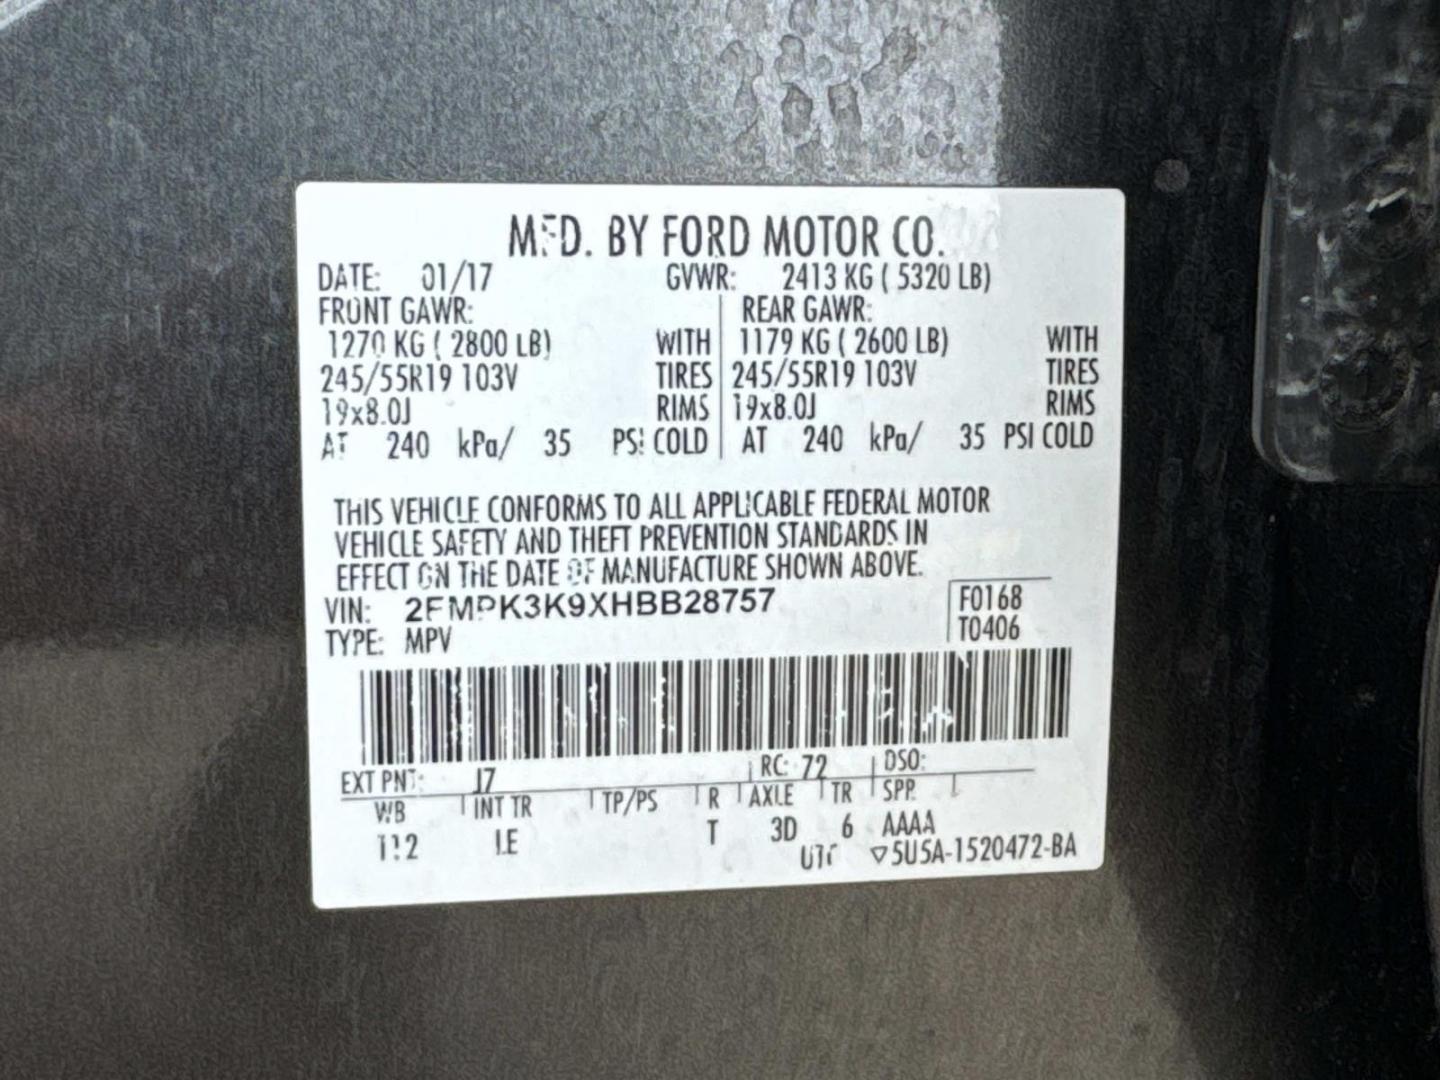 MFD. BY FORD MOTOR CO.
DATE: 01/17 GVWR: 2413 KG ( 5320 LB)
FRONT GAWR: REAR GAWR:
1270 KG ( 2800 LB) WITH 1179 KG ( 2600 LB) WITH
245/55R19 103V TIRES 245/55R19 103V TIRES
19x8.0J RIMS 19x8.0J RIMS
AT 240 kPa/ 35 PSI COLD AT 240 kPa/ 35 PSI COLD
THIS VEHICLE CONFORMS TO ALL APPLICABLE FEDERAL MOTOR
VEHICLE SAFETY AND THEFT PREVENTION STANDARDS IN
EFFECT ON THE DATE OF MANUFACTURE SHOWN ABOVE.
VIN: 2FMPK3K9XHBB28757 F0168
TYPE: MPV T0406
EXT PNT: J7 RC: 72 DSO:
WB INT TR TP/PS R AXLE TR SPR
112 LE T 3D 6 AAAA
▽5U5A-1520472-BA